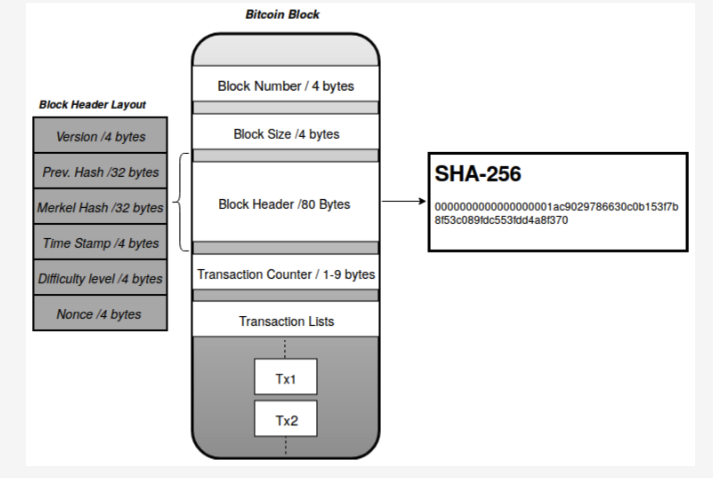 Bitcoin Block
Block Number / 4 bytes
Block Size /4 bytes
Block Header /80 Bytes
Transaction Counter / 1-9 bytes
Transaction Lists
Tx1
Tx2
Block Header Layout
Version /4 bytes
Prev. Hash /32 bytes
Merkel Hash /32 bytes
Time Stamp /4 bytes
Difficulty level /4 bytes
Nonce /4 bytes
SHA-256
0000000000000000001ac9029786630c0b153f7b
8f53c089fdc553fdd4a8f370